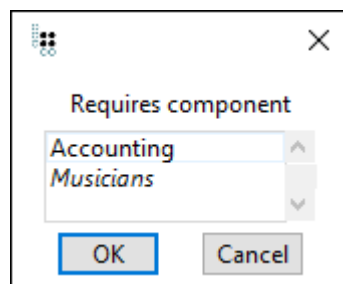 Requires component
Accounting
Musicians
OK
Cancel